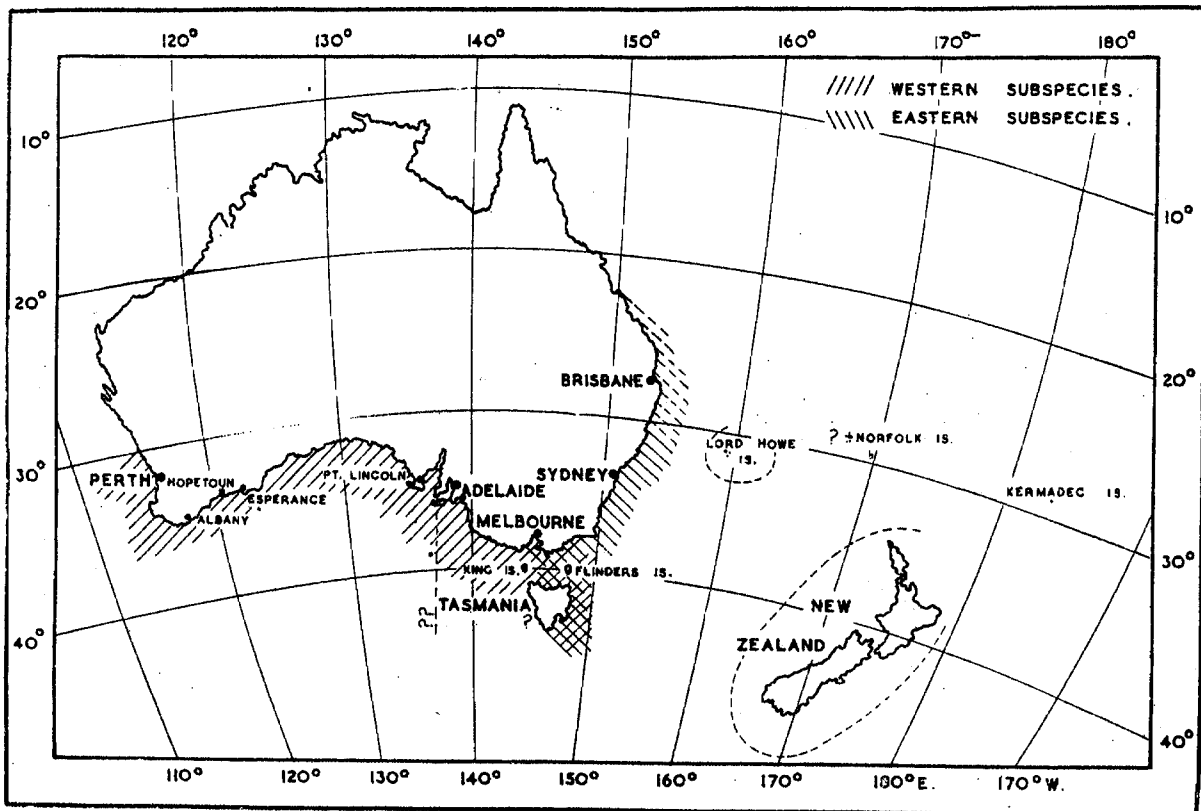 120° 130° 140° 150° 160° 170° 180°
//// WESTERN SUBSPECIES.
\\\\ EASTERN SUBSPECIES.
10°
10°
20°
20°
BRISBANE
LORD HOWE
IS.
? NORFOLK IS.
30°
PERTH
HOPETOUN
ESPERANCE
ALBANY
PT. LINCOLN
ADELAIDE
SYDNEY
MELBOURNE
KERMADEC IS.
30°
KING IS.
FLINDERS IS.
TASMANIA
?
??
NEW
ZEALAND
40°
40°
110° 120° 130° 140° 150° 160° 170° 180°E. 170°W.